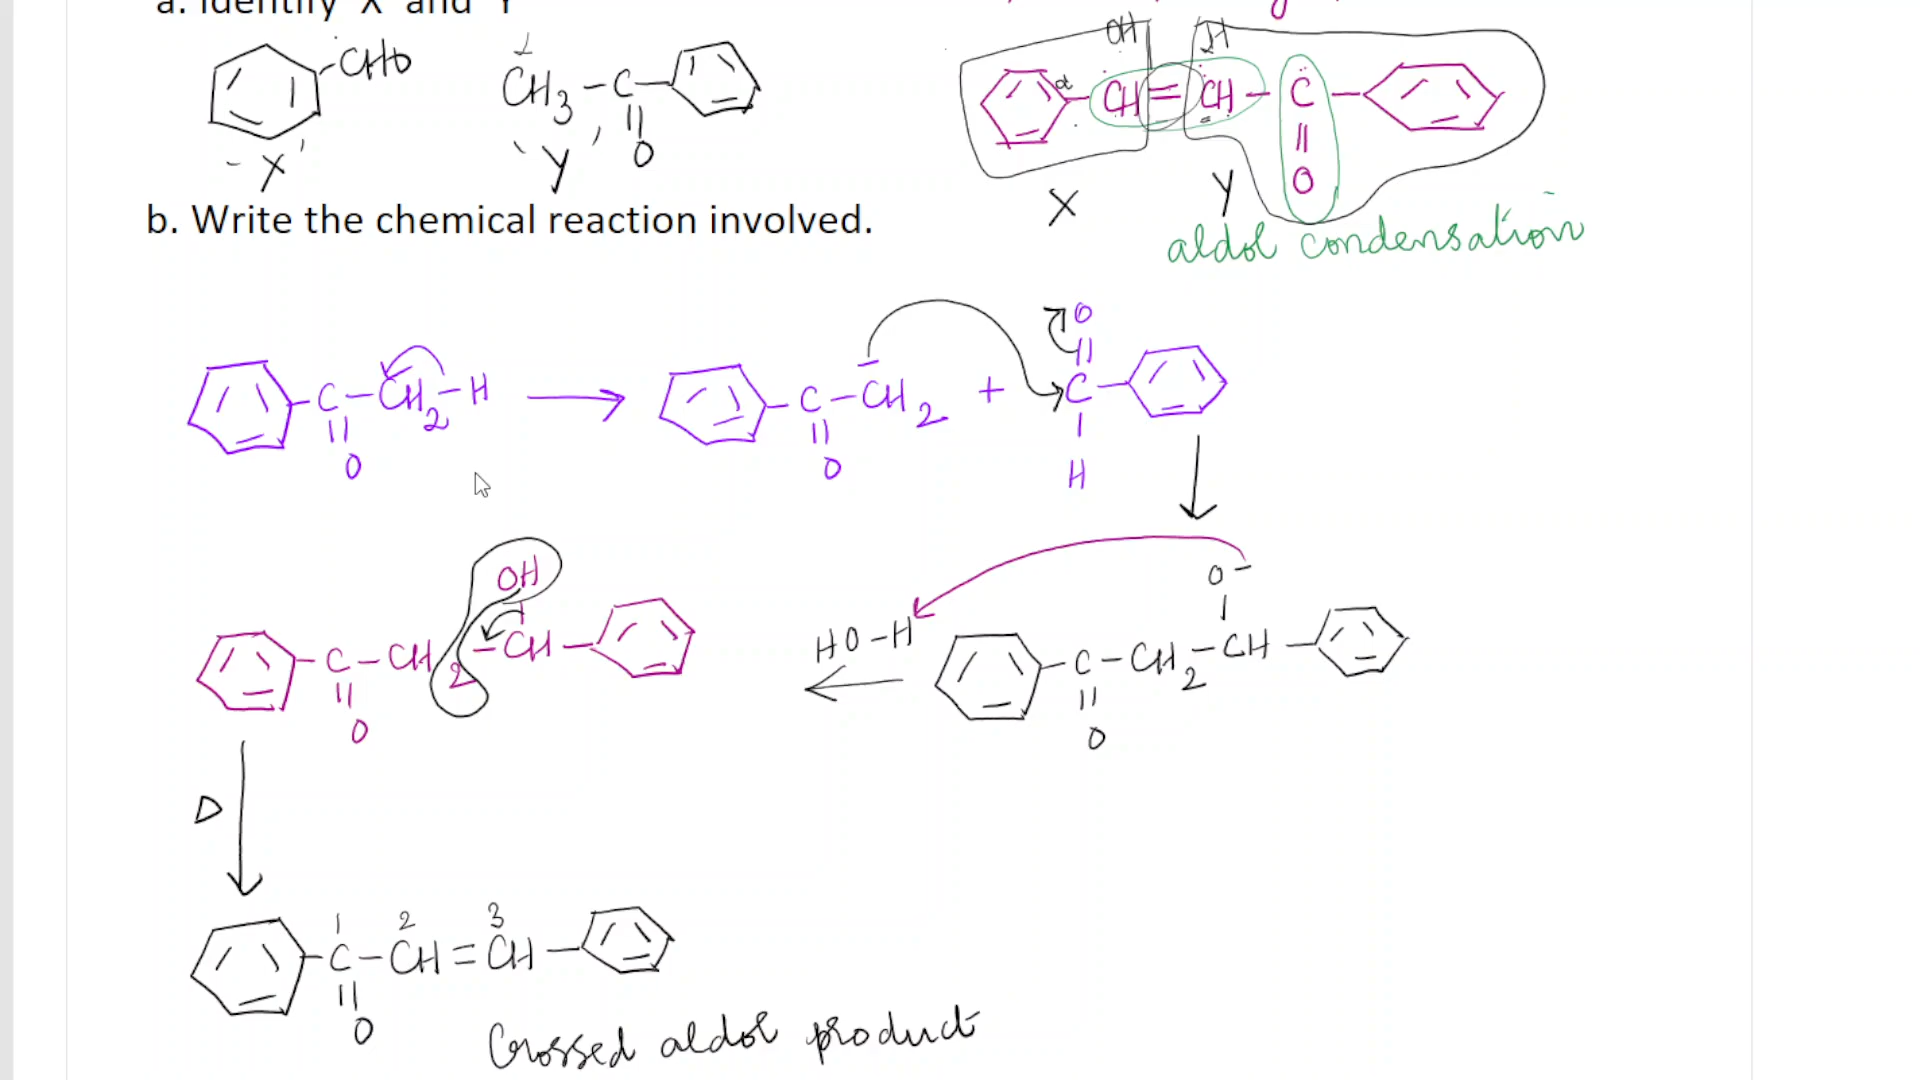 a. Identify 'X' and 'Y'
CHO
CH3 - C
O
'X'
'Y'
OH H
α
CH = CH - C
O
X Y
b. Write the chemical reaction involved.
aldol condensation
O
C - CH2 - H → C - CH2 + C
O O H
OH
O -
C - CH2 - CH
HO - H
C - CH2 - CH
O
O
Δ
1 2 3
C - CH = CH
O
Crossed aldol product